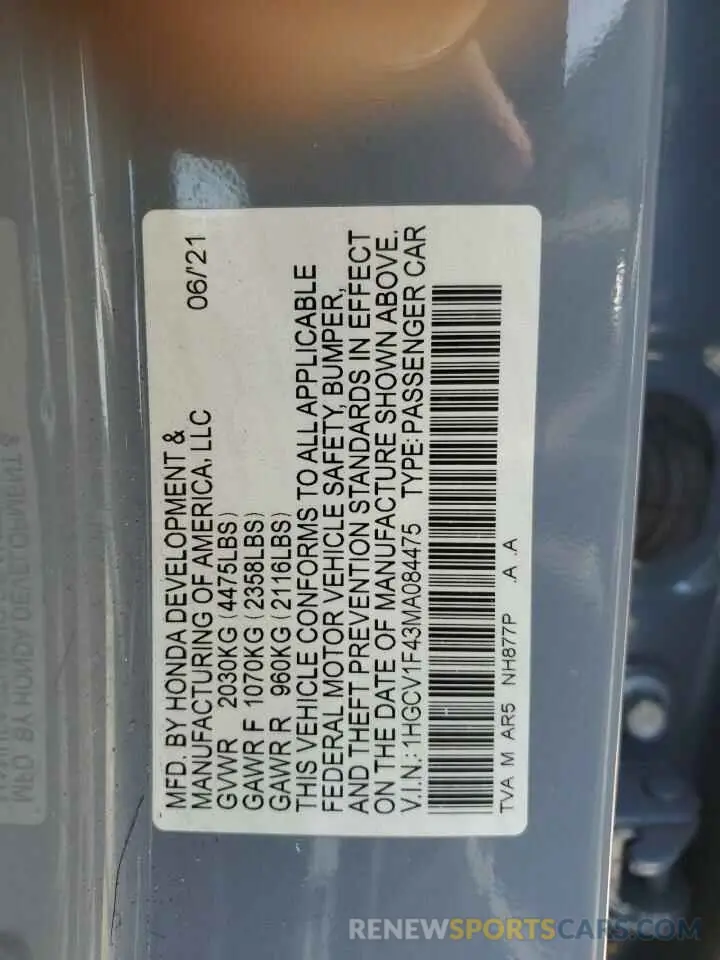 MFD. BY HONDA DEVELOPMENT &
MANUFACTURING OF AMERICA, LLC 06/'21
GVWR 2030KG (4475LBS)
GAWR F 1070KG (2358LBS)
GAWR R 960KG (2116LBS)
THIS VEHICLE CONFORMS TO ALL APPLICABLE
FEDERAL MOTOR VEHICLE SAFETY, BUMPER,
AND THEFT PREVENTION STANDARDS IN EFFECT
ON THE DATE OF MANUFACTURE SHOWN ABOVE.
V.I.N.: 1HGCV1F43MA084475 TYPE: PASSENGER CAR
TVA M AR5 NH877P .A .A
RENEWSPORTSCARS.COM